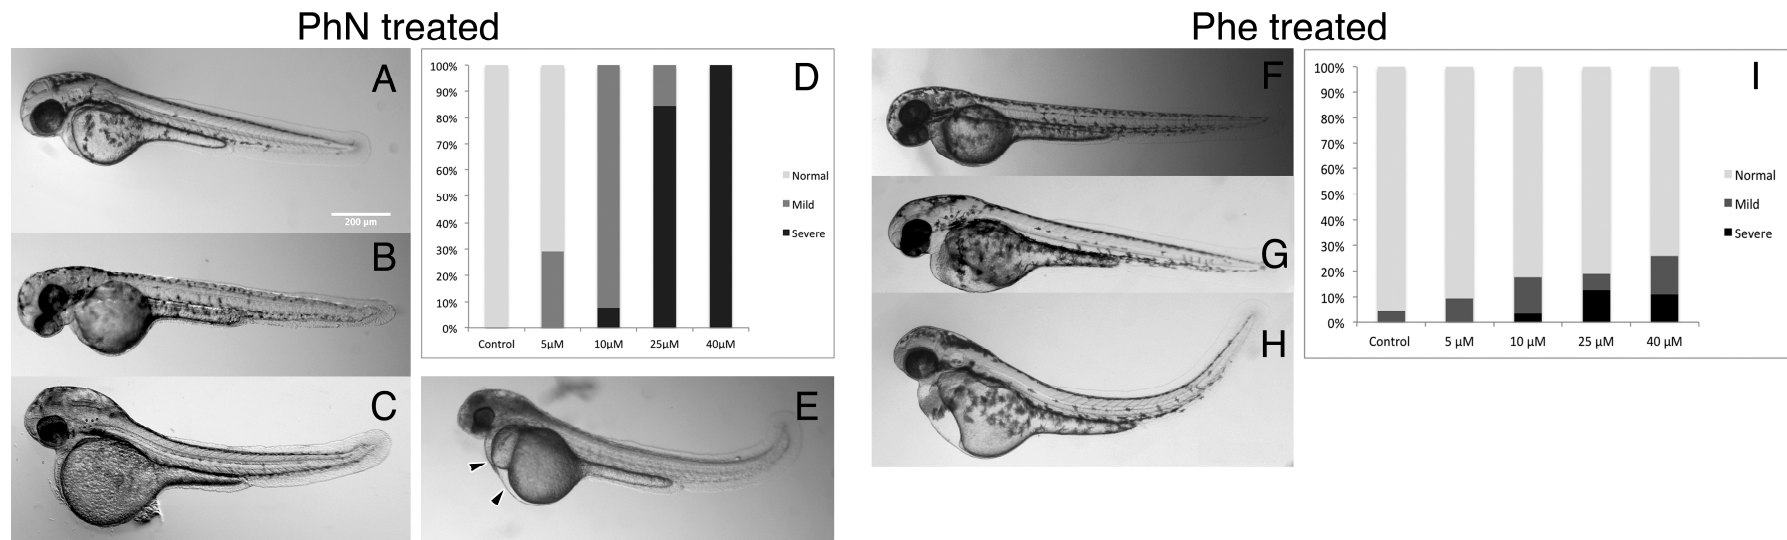 PhN treated
Phe treated
A
200 µm
B
C
D
100%
90%
80%
70%
60%
50%
40%
30%
20%
10%
0%
Control 5µM 10µM 25µM 40µM
Normal
Mild
Severe
E
F
G
H
I
100%
90%
80%
70%
60%
50%
40%
30%
20%
10%
0%
Control 5 µM 10 µM 25 µM 40 µM
Normal
Mild
Severe